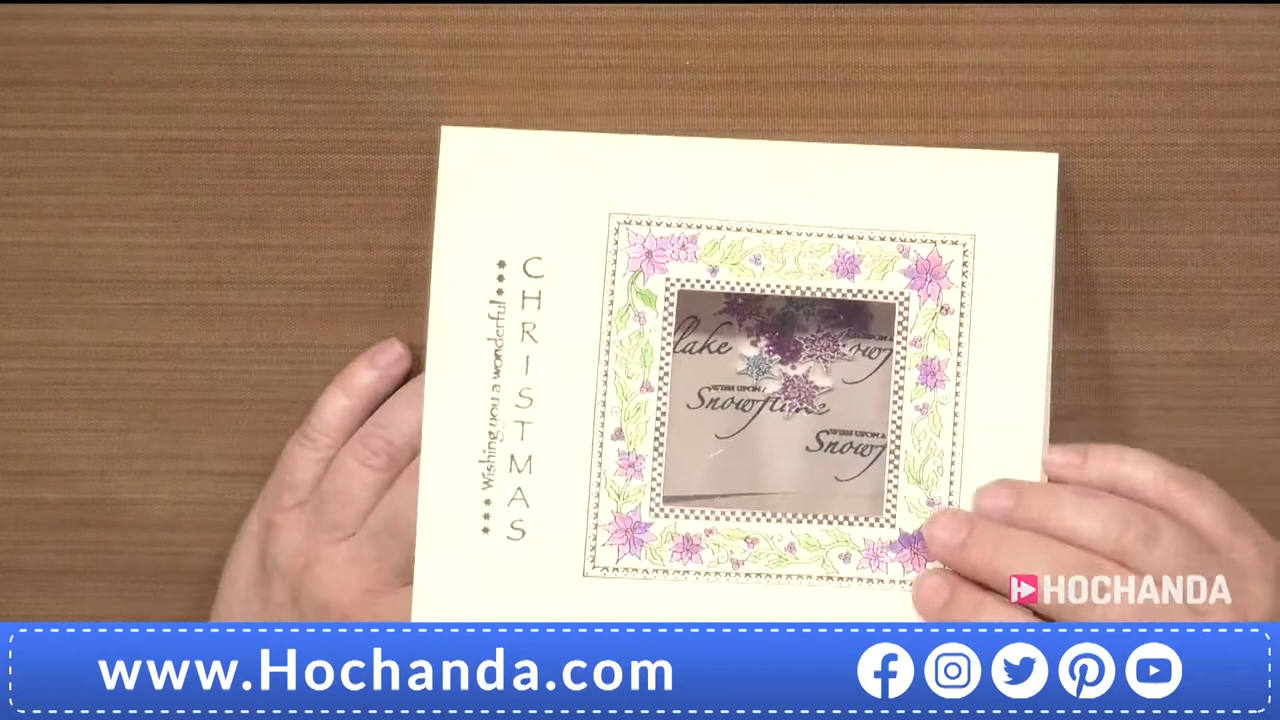 Wishing you a wonderful
CHRISTMAS
lake
WISH UPON A
Snowflake
WISH UPON A
Snowf
HOCHANDA
www.Hochanda.com